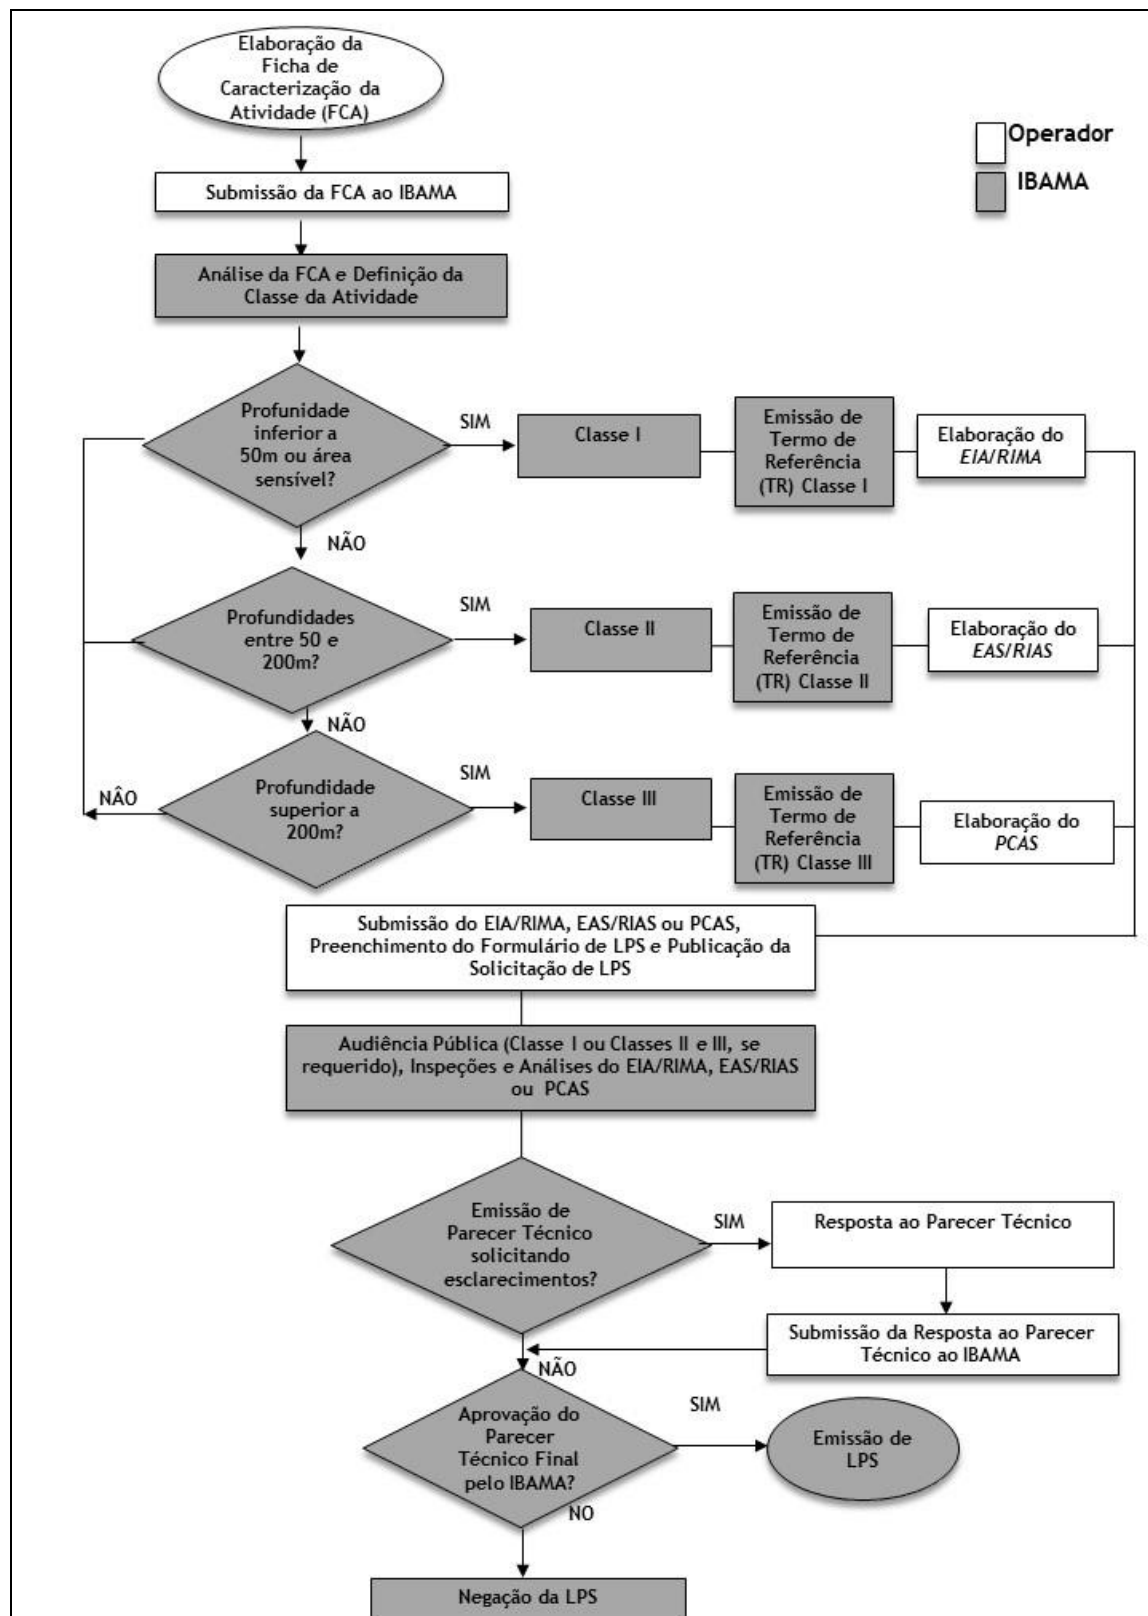 Elaboração da
Ficha de
Caracterização da
Atividade (FCA)
Operador
IBAMA
Submissão da FCA ao IBAMA
Análise da FCA e Definição da
Classe da Atividade
Profunidade
inferior a
50m ou área
sensível?
SIM
Classe I
Emissão de
Termo de
Referência
(TR) Classe I
Elaboração do
EIA/RIMA
NÃO
Profundidades
entre 50 e
200m?
SIM
Classe II
Emissão de
Termo de
Referência
(TR) Classe II
Elaboração do
EAS/RIAS
NÃO
Profundidade
superior a
200m?
NÂO
SIM
Classe III
Emissão de
Termo de
Referência
(TR) Classe III
Elaboração do
PCAS
Submissão do EIA/RIMA, EAS/RIAS ou PCAS,
Preenchimento do Formulário de LPS e Publicação da
Solicitação de LPS
Audiência Pública (Classe I ou Classes II e III, se
requerido), Inspeções e Análises do EIA/RIMA, EAS/RIAS
ou PCAS
Emissão de
Parecer Técnico
solicitando
esclarecimentos?
SIM
Resposta ao Parecer Técnico
Submissão da Resposta ao Parecer
Técnico ao IBAMA
NÃO
Aprovação do
Parecer
Técnico Final
pelo IBAMA?
SIM
Emissão de
LPS
NO
Negação da LPS